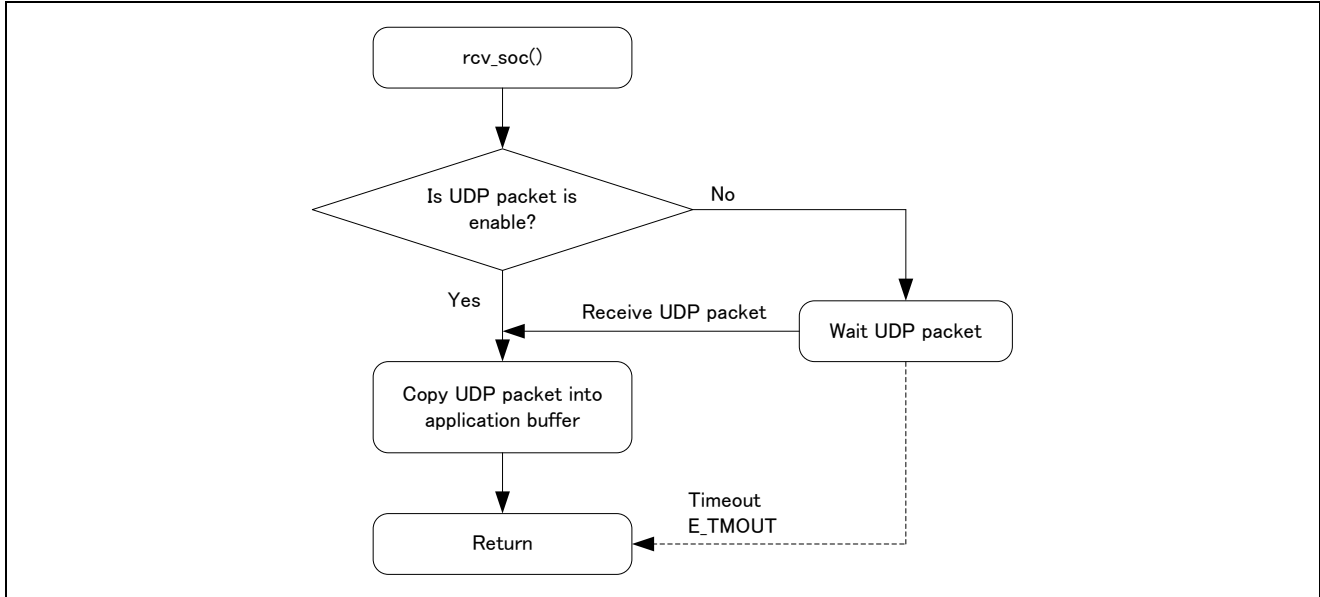 rcv_soc()
Is UDP packet is
enable?
No
Yes
Receive UDP packet
Wait UDP packet
Copy UDP packet into
application buffer
Timeout
E_TMOUT
Return